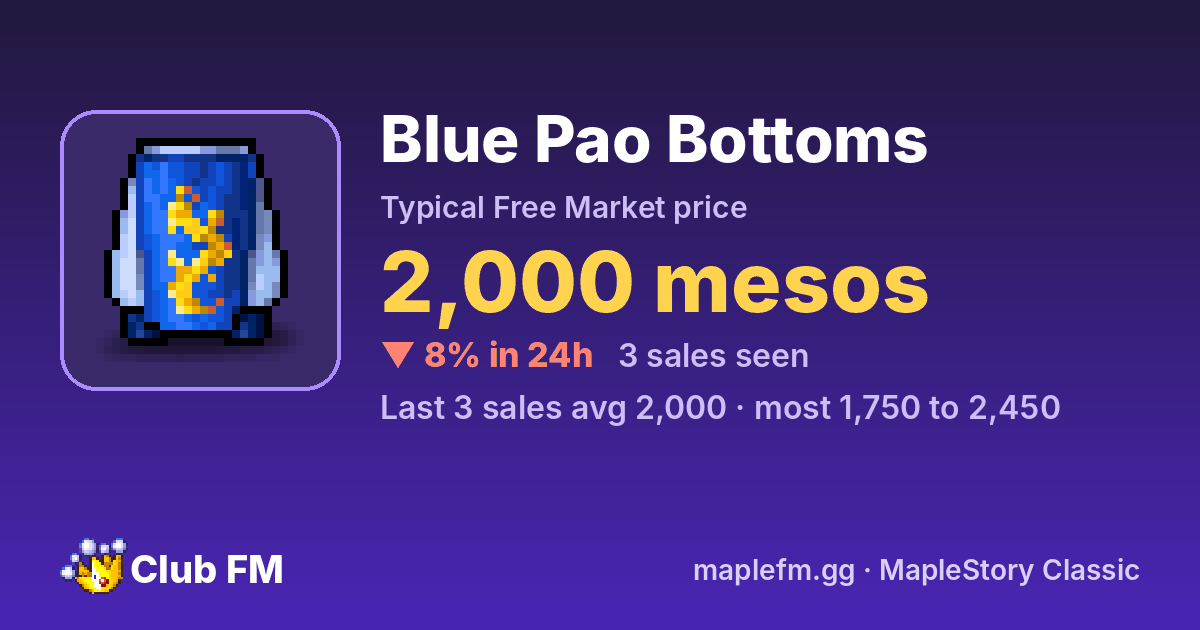 Blue Pao Bottoms
Typical Free Market price
2,000 mesos
▼ 8% in 24h 3 sales seen
Last 3 sales avg 2,000 · most 1,750 to 2,450
Club FM
maplefm.gg · MapleStory Classic